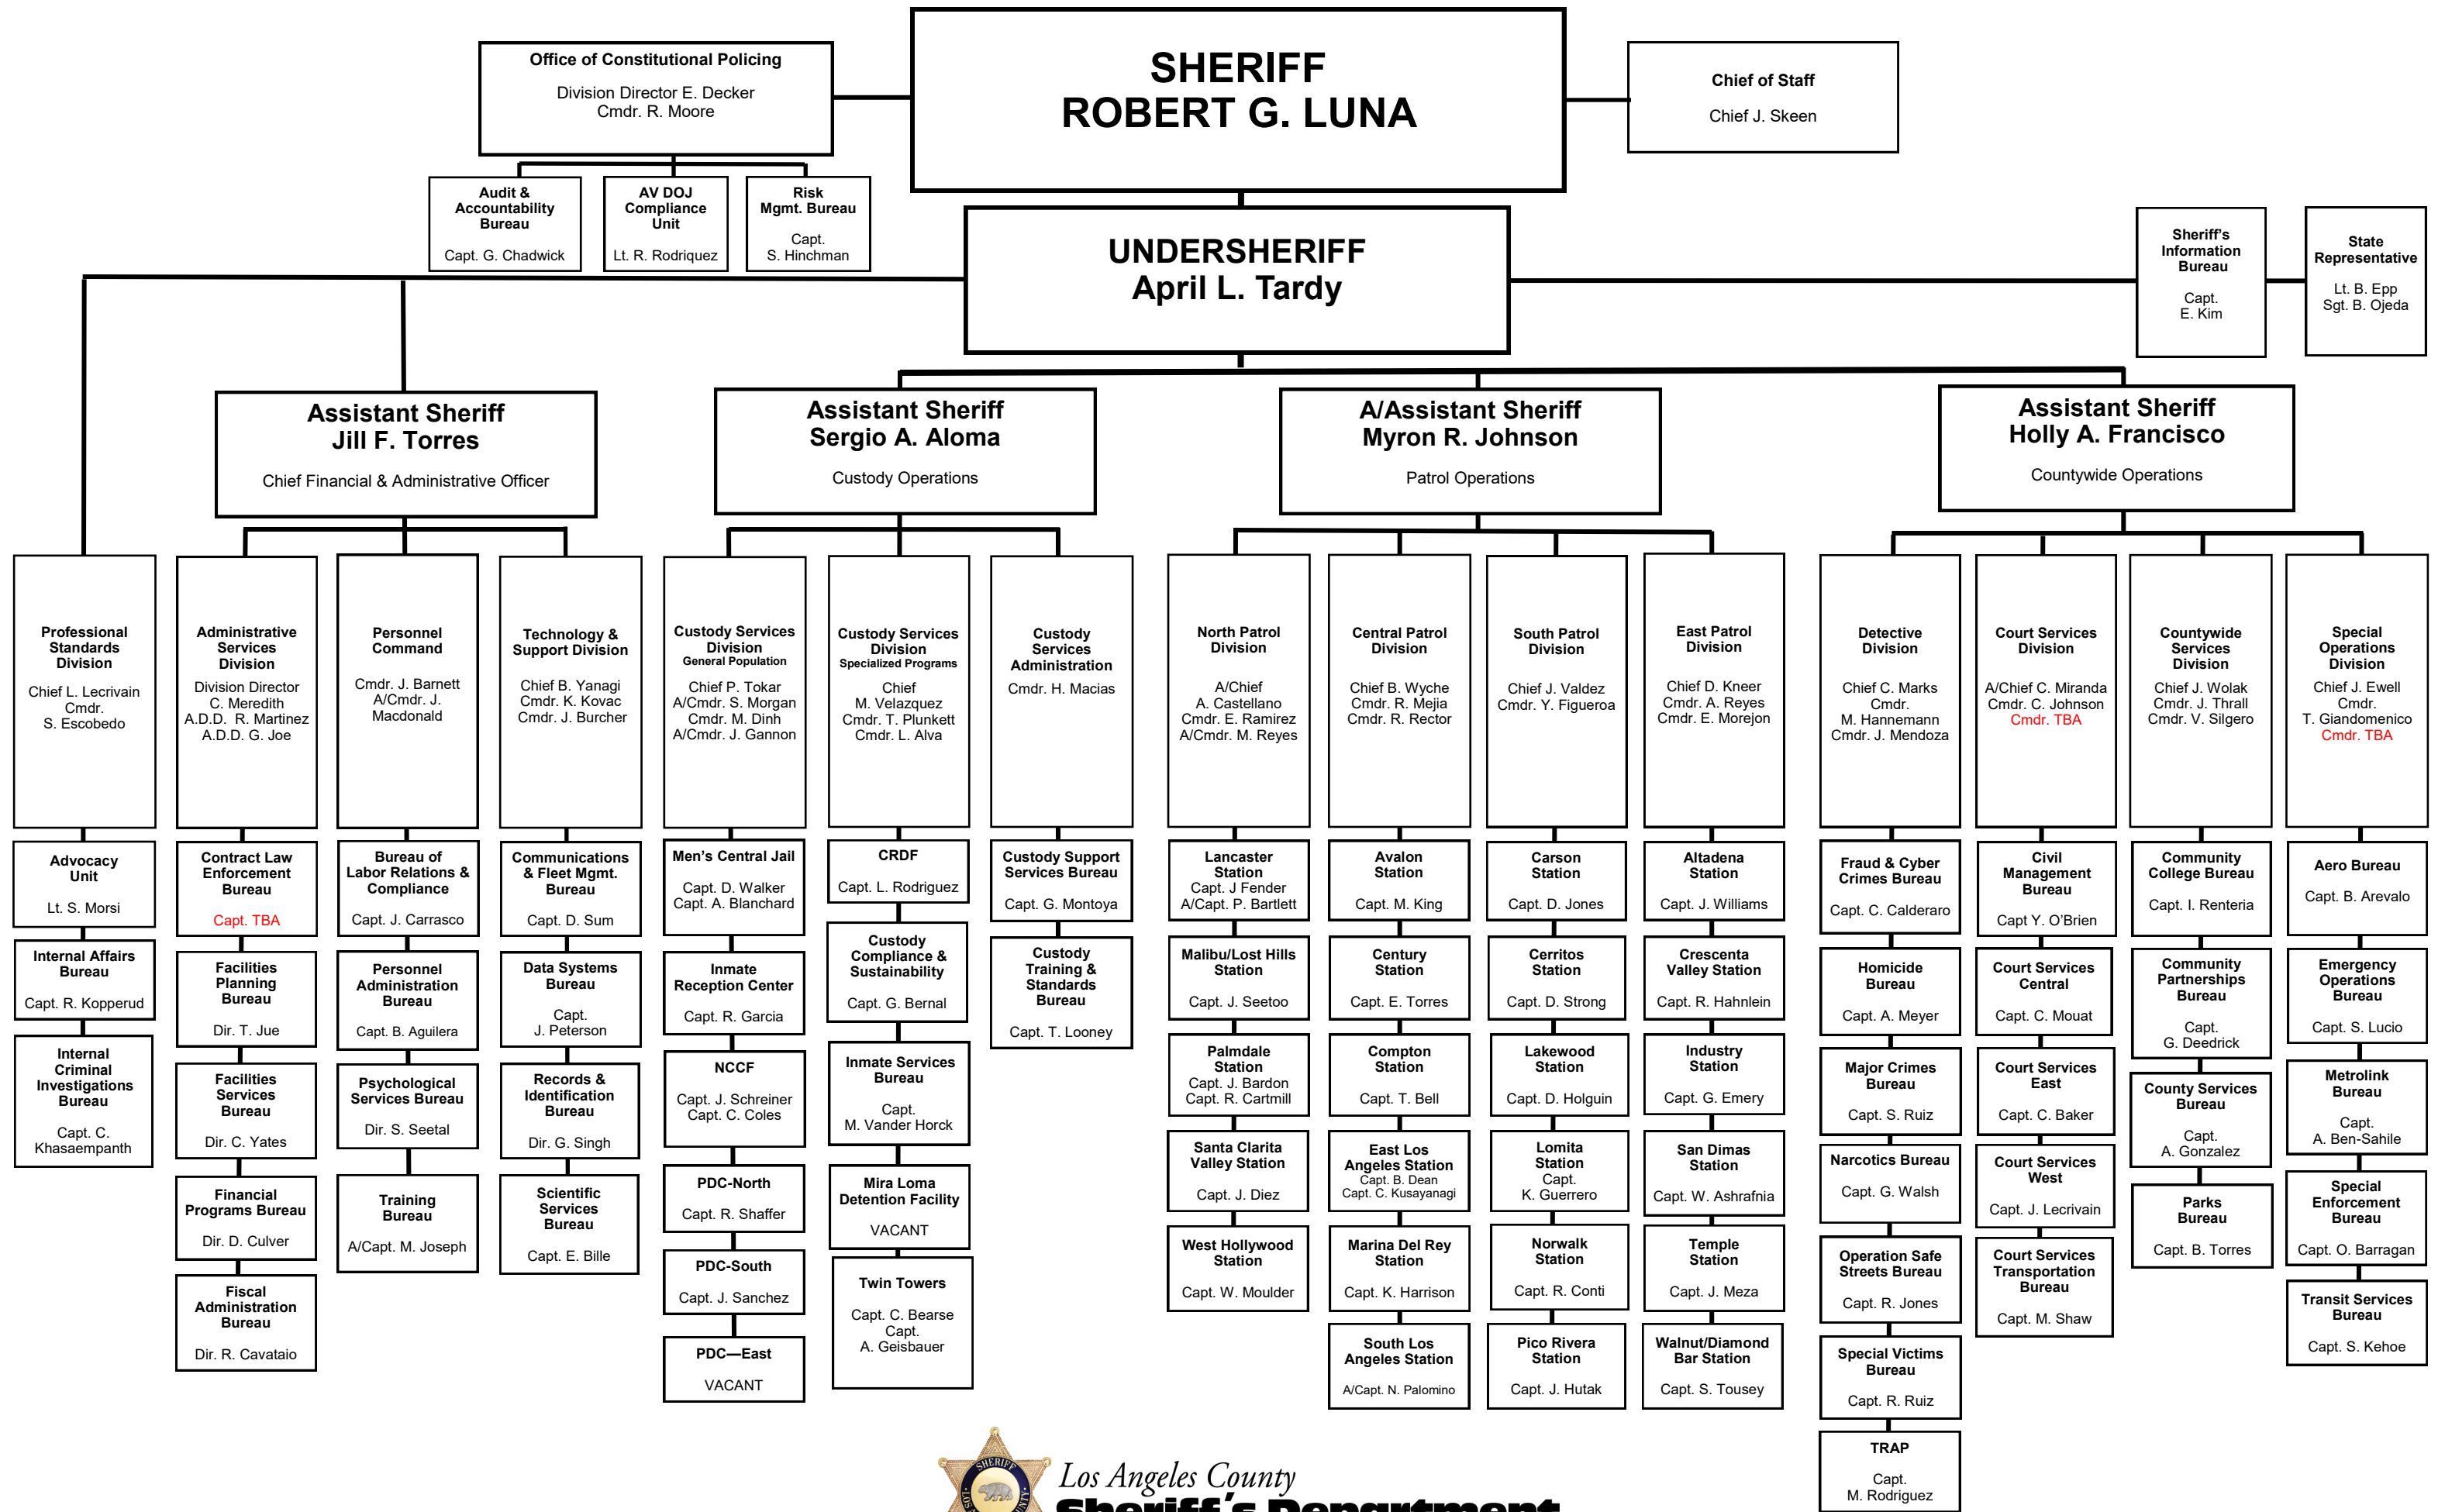 Office of Constitutional Policing
Division Director E. Decker
Cmdr. R. Moore
SHERIFF
ROBERT G. LUNA
Chief of Staff
Chief J. Skeen
Audit &
Accountability
Bureau
Capt. G. Chadwick
AV DOJ
Compliance
Unit
Lt. R. Rodriquez
Risk
Mgmt. Bureau
Capt.
S. Hinchman
UNDERSHERIFF
April L. Tardy
Sheriff's
Information
Bureau
Capt.
E. Kim
State
Representative
Lt. B. Epp
Sgt. B. Ojeda
Assistant Sheriff
Jill F. Torres
Chief Financial & Administrative Officer
Assistant Sheriff
Sergio A. Aloma
Custody Operations
A/Assistant Sheriff
Myron R. Johnson
Patrol Operations
Assistant Sheriff
Holly A. Francisco
Countywide Operations
Professional
Standards
Division
Chief L. Lecrivain
Cmdr.
S. Escobedo
Advocacy
Unit
Lt. S. Morsi
Internal Affairs
Bureau
Capt. R. Kopperud
Internal
Criminal
Investigations
Bureau
Capt. C.
Khasaempanth
Administrative
Services
Division
Division Director
C. Meredith
A.D.D. R. Martinez
A.D.D. G. Joe
Contract Law
Enforcement
Bureau
Capt. TBA
Facilities
Planning
Bureau
Dir. T. Jue
Facilities
Services
Bureau
Dir. C. Yates
Financial
Programs Bureau
Dir. D. Culver
Fiscal
Administration
Bureau
Dir. R. Cavataio
Personnel
Command
Cmdr. J. Barnett
A/Cmdr. J.
Macdonald
Bureau of
Labor Relations &
Compliance
Capt. J. Carrasco
Personnel
Administration
Bureau
Capt. B. Aguilera
Psychological
Services Bureau
Dir. S. Seetal
Training
Bureau
A/Capt. M. Joseph
Technology &
Support Division
Chief B. Yanagi
Cmdr. K. Kovac
Cmdr. J. Burcher
Communications
& Fleet Mgmt.
Bureau
Capt. D. Sum
Data Systems
Bureau
Capt.
J. Peterson
Records &
Identification
Bureau
Dir. G. Singh
Scientific
Services
Bureau
Capt. E. Bille
Custody Services
Division
General Population
Chief P. Tokar
A/Cmdr. S. Morgan
Cmdr. M. Dinh
A/Cmdr. J. Gannon
Men's Central Jail
Capt. D. Walker
Capt. A. Blanchard
Inmate
Reception Center
Capt. R. Garcia
NCCF
Capt. J. Schreiner
Capt. C. Coles
PDC-North
Capt. R. Shaffer
PDC-South
Capt. J. Sanchez
PDC—East
VACANT
Custody Services
Division
Specialized Programs
Chief
M. Velazquez
Cmdr. T. Plunkett
Cmdr. L. Alva
CRDF
Capt. L. Rodriguez
Custody
Compliance &
Sustainability
Capt. G. Bernal
Inmate Services
Bureau
Capt.
M. Vander Horck
Mira Loma
Detention Facility
VACANT
Twin Towers
Capt. C. Bearse
Capt.
A. Geisbauer
Custody
Services
Administration
Cmdr. H. Macias
Custody Support
Services Bureau
Capt. G. Montoya
Custody
Training &
Standards
Bureau
Capt. T. Looney
North Patrol
Division
A/Chief
A. Castellano
Cmdr. E. Ramirez
A/Cmdr. M. Reyes
Lancaster
Station
Capt. J Fender
A/Capt. P. Bartlett
Malibu/Lost Hills
Station
Capt. J. Seetoo
Palmdale
Station
Capt. J. Bardon
Capt. R. Cartmill
Santa Clarita
Valley Station
Capt. J. Diez
West Hollywood
Station
Capt. W. Moulder
Central Patrol
Division
Chief B. Wyche
Cmdr. R. Mejia
Cmdr. R. Rector
Avalon
Station
Capt. M. King
Century
Station
Capt. E. Torres
Compton
Station
Capt. T. Bell
East Los
Angeles Station
Capt. B. Dean
Capt. C. Kusayanagi
Marina Del Rey
Station
Capt. K. Harrison
South Los
Angeles Station
A/Capt. N. Palomino
South Patrol
Division
Chief J. Valdez
Cmdr. Y. Figueroa
Carson
Station
Capt. D. Jones
Cerritos
Station
Capt. D. Strong
Lakewood
Station
Capt. D. Holguin
Lomita
Station
Capt.
K. Guerrero
Norwalk
Station
Capt. R. Conti
Pico Rivera
Station
Capt. J. Hutak
East Patrol
Division
Chief D. Kneer
Cmdr. A. Reyes
Cmdr. E. Morejon
Altadena
Station
Capt. J. Williams
Crescenta
Valley Station
Capt. R. Hahnlein
Industry
Station
Capt. G. Emery
San Dimas
Station
Capt. W. Ashrafnia
Temple
Station
Capt. J. Meza
Walnut/Diamond
Bar Station
Capt. S. Tousey
Detective
Division
Chief C. Marks
Cmdr.
M. Hannemann
Cmdr. J. Mendoza
Fraud & Cyber
Crimes Bureau
Capt. C. Calderaro
Homicide
Bureau
Capt. A. Meyer
Major Crimes
Bureau
Capt. S. Ruiz
Narcotics Bureau
Capt. G. Walsh
Operation Safe
Streets Bureau
Capt. R. Jones
Special Victims
Bureau
Capt. R. Ruiz
TRAP
Capt.
M. Rodriguez
Court Services
Division
A/Chief C. Miranda
Cmdr. C. Johnson
Cmdr. TBA
Civil
Management
Bureau
Capt Y. O'Brien
Court Services
Central
Capt. C. Mouat
Court Services
East
Capt. C. Baker
Court Services
West
Capt. J. Lecrivain
Court Services
Transportation
Bureau
Capt. M. Shaw
Countywide
Services
Division
Chief J. Wolak
Cmdr. J. Thrall
Cmdr. V. Silgero
Community
College Bureau
Capt. I. Renteria
Community
Partnerships
Bureau
Capt.
G. Deedrick
County Services
Bureau
Capt.
A. Gonzalez
Parks
Bureau
Capt. B. Torres
Special
Operations
Division
Chief J. Ewell
Cmdr.
T. Giandomenico
Cmdr. TBA
Aero Bureau
Capt. B. Arevalo
Emergency
Operations
Bureau
Capt. S. Lucio
Metrolink
Bureau
Capt.
A. Ben-Sahile
Special
Enforcement
Bureau
Capt. O. Barragan
Transit Services
Bureau
Capt. S. Kehoe
SHERIFF
Los Angeles County
Sheriff's Department